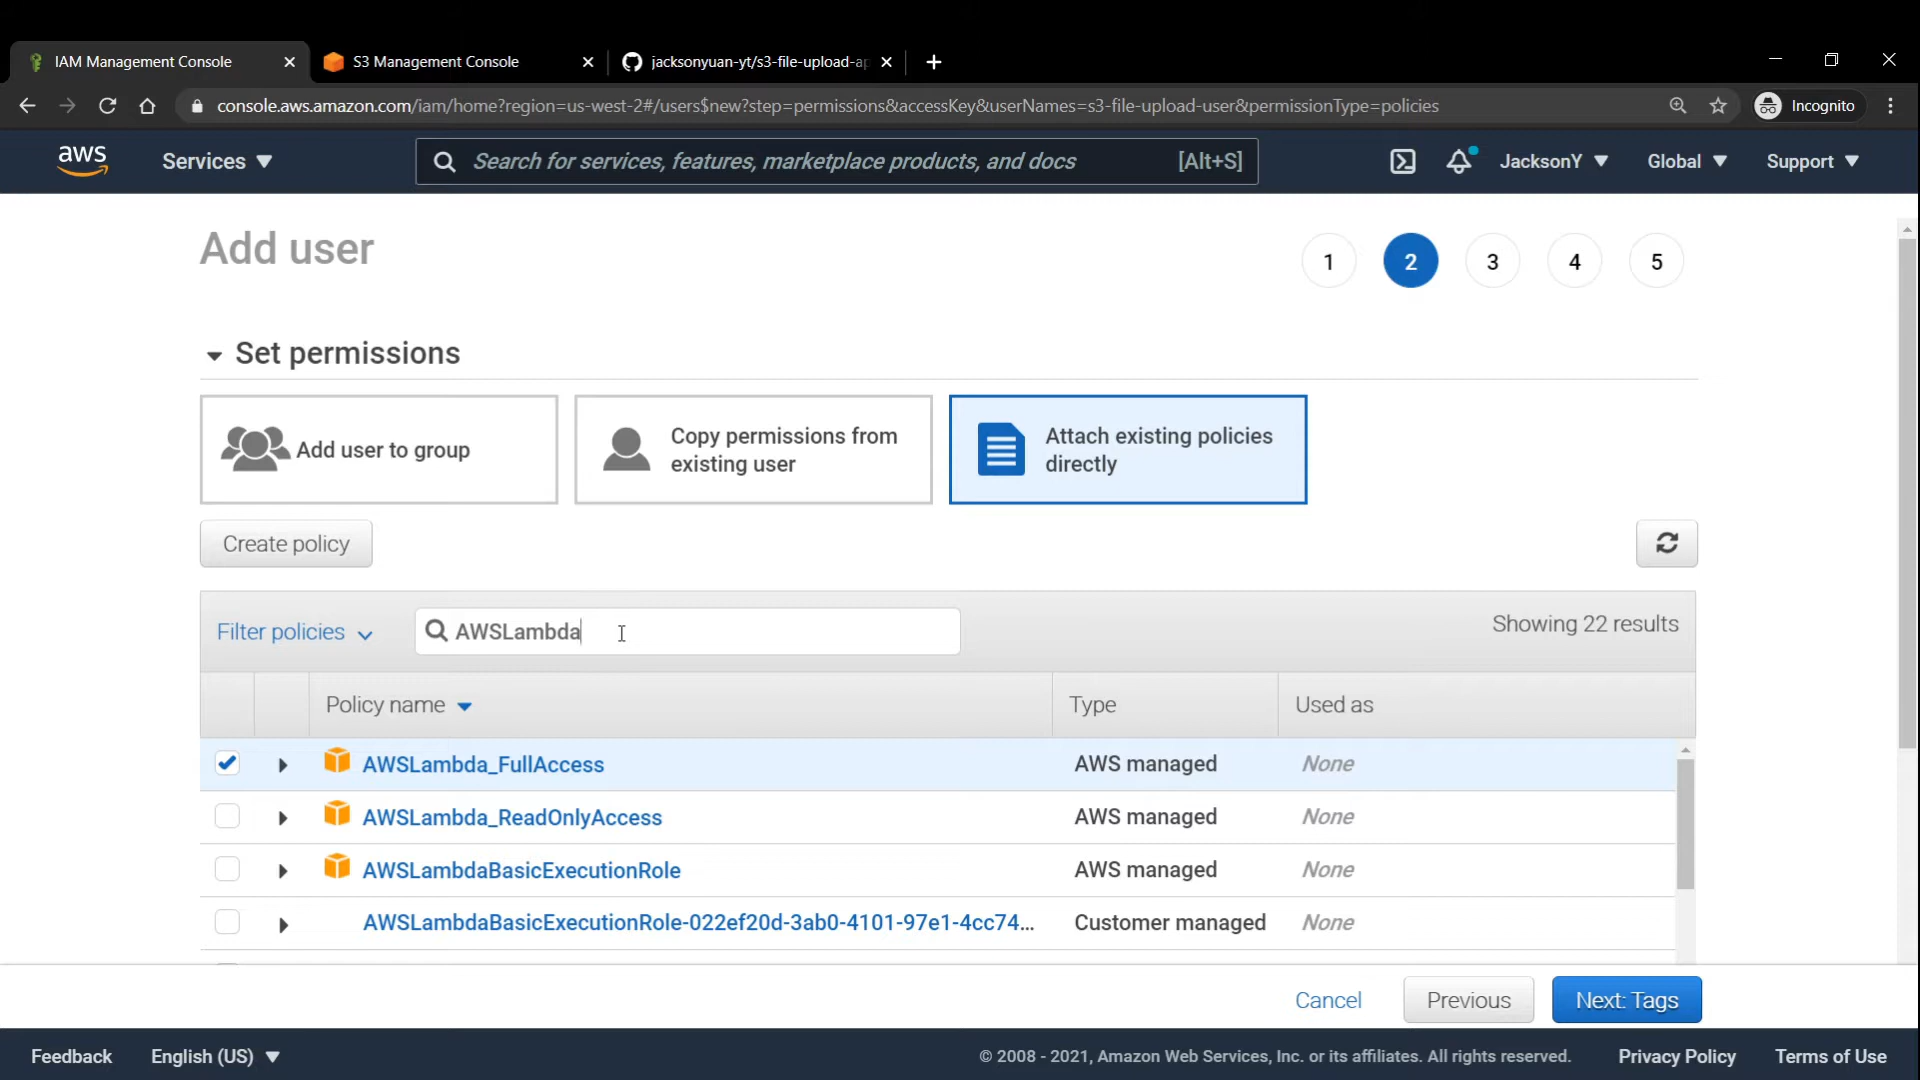 IAM Management Console
S3 Management Console
jacksonyuan-yt/s3-file-upload-ap
console.aws.amazon.com/iam/home?region=us-west-2#/users$new?step=permissions&accessKey&userNames=s3-file-upload-user&permissionType=policies
Incognito
aws
Services
Search for services, features, marketplace products, and docs
[Alt+S]
JacksonY
Global
Support
Add user
1
2
3
4
5
Set permissions
Add user to group
Copy permissions from
existing user
Attach existing policies
directly
Create policy
Filter policies
AWSLambda
Showing 22 results
Policy name
Type
Used as
AWSLambda_FullAccess
AWS managed
None
AWSLambda_ReadOnlyAccess
AWS managed
None
AWSLambdaBasicExecutionRole
AWS managed
None
AWSLambdaBasicExecutionRole-022ef20d-3ab0-4101-97e1-4cc74...
Customer managed
None
Cancel
Previous
Next: Tags
Feedback
English (US)
© 2008 - 2021, Amazon Web Services, Inc. or its affiliates. All rights reserved.
Privacy Policy
Terms of Use